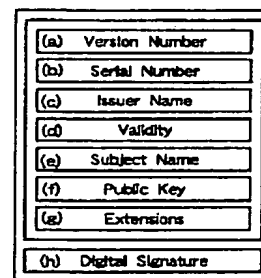 (a) Version Number
(b) Serial Number
(c) Issuer Name
(d) Validity
(e) Subject Name
(f) Public Key
(g) Extensions
(h) Digital Signature